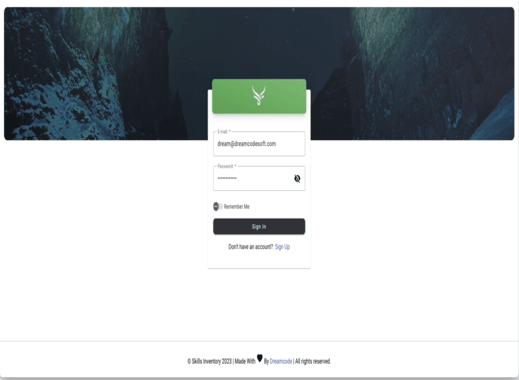 E-mail *
dream@dreamcodesoft.com
Password *
Remember Me
Sign In
Don't have an account? Sign Up
© Skills Inventory 2023 | Made With By Dreamcode | All rights reserved.